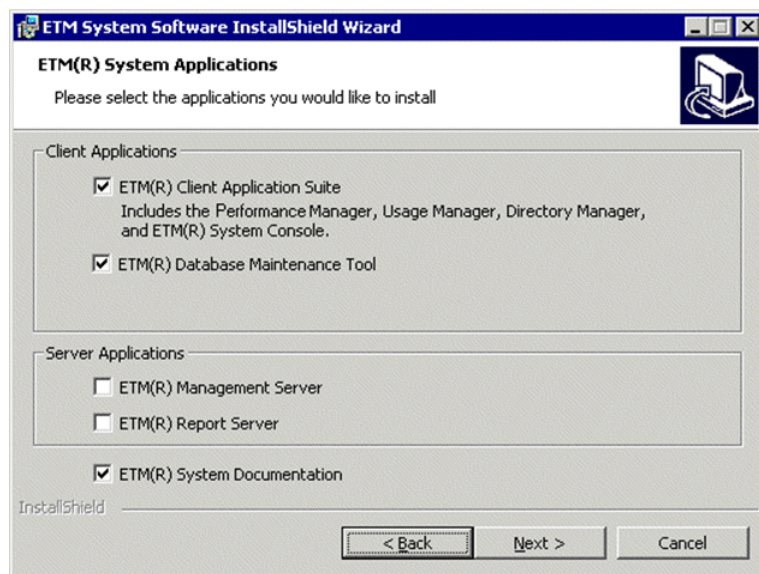 ETM System Software InstallShield Wizard
ETM(R) System Applications
Please select the applications you would like to install
Client Applications
ETM(R) Client Application Suite
Includes the Performance Manager, Usage Manager, Directory Manager,
and ETM(R) System Console.
ETM(R) Database Maintenance Tool
Server Applications
ETM(R) Management Server
ETM(R) Report Server
ETM(R) System Documentation
InstallShield
< Back
Next >
Cancel